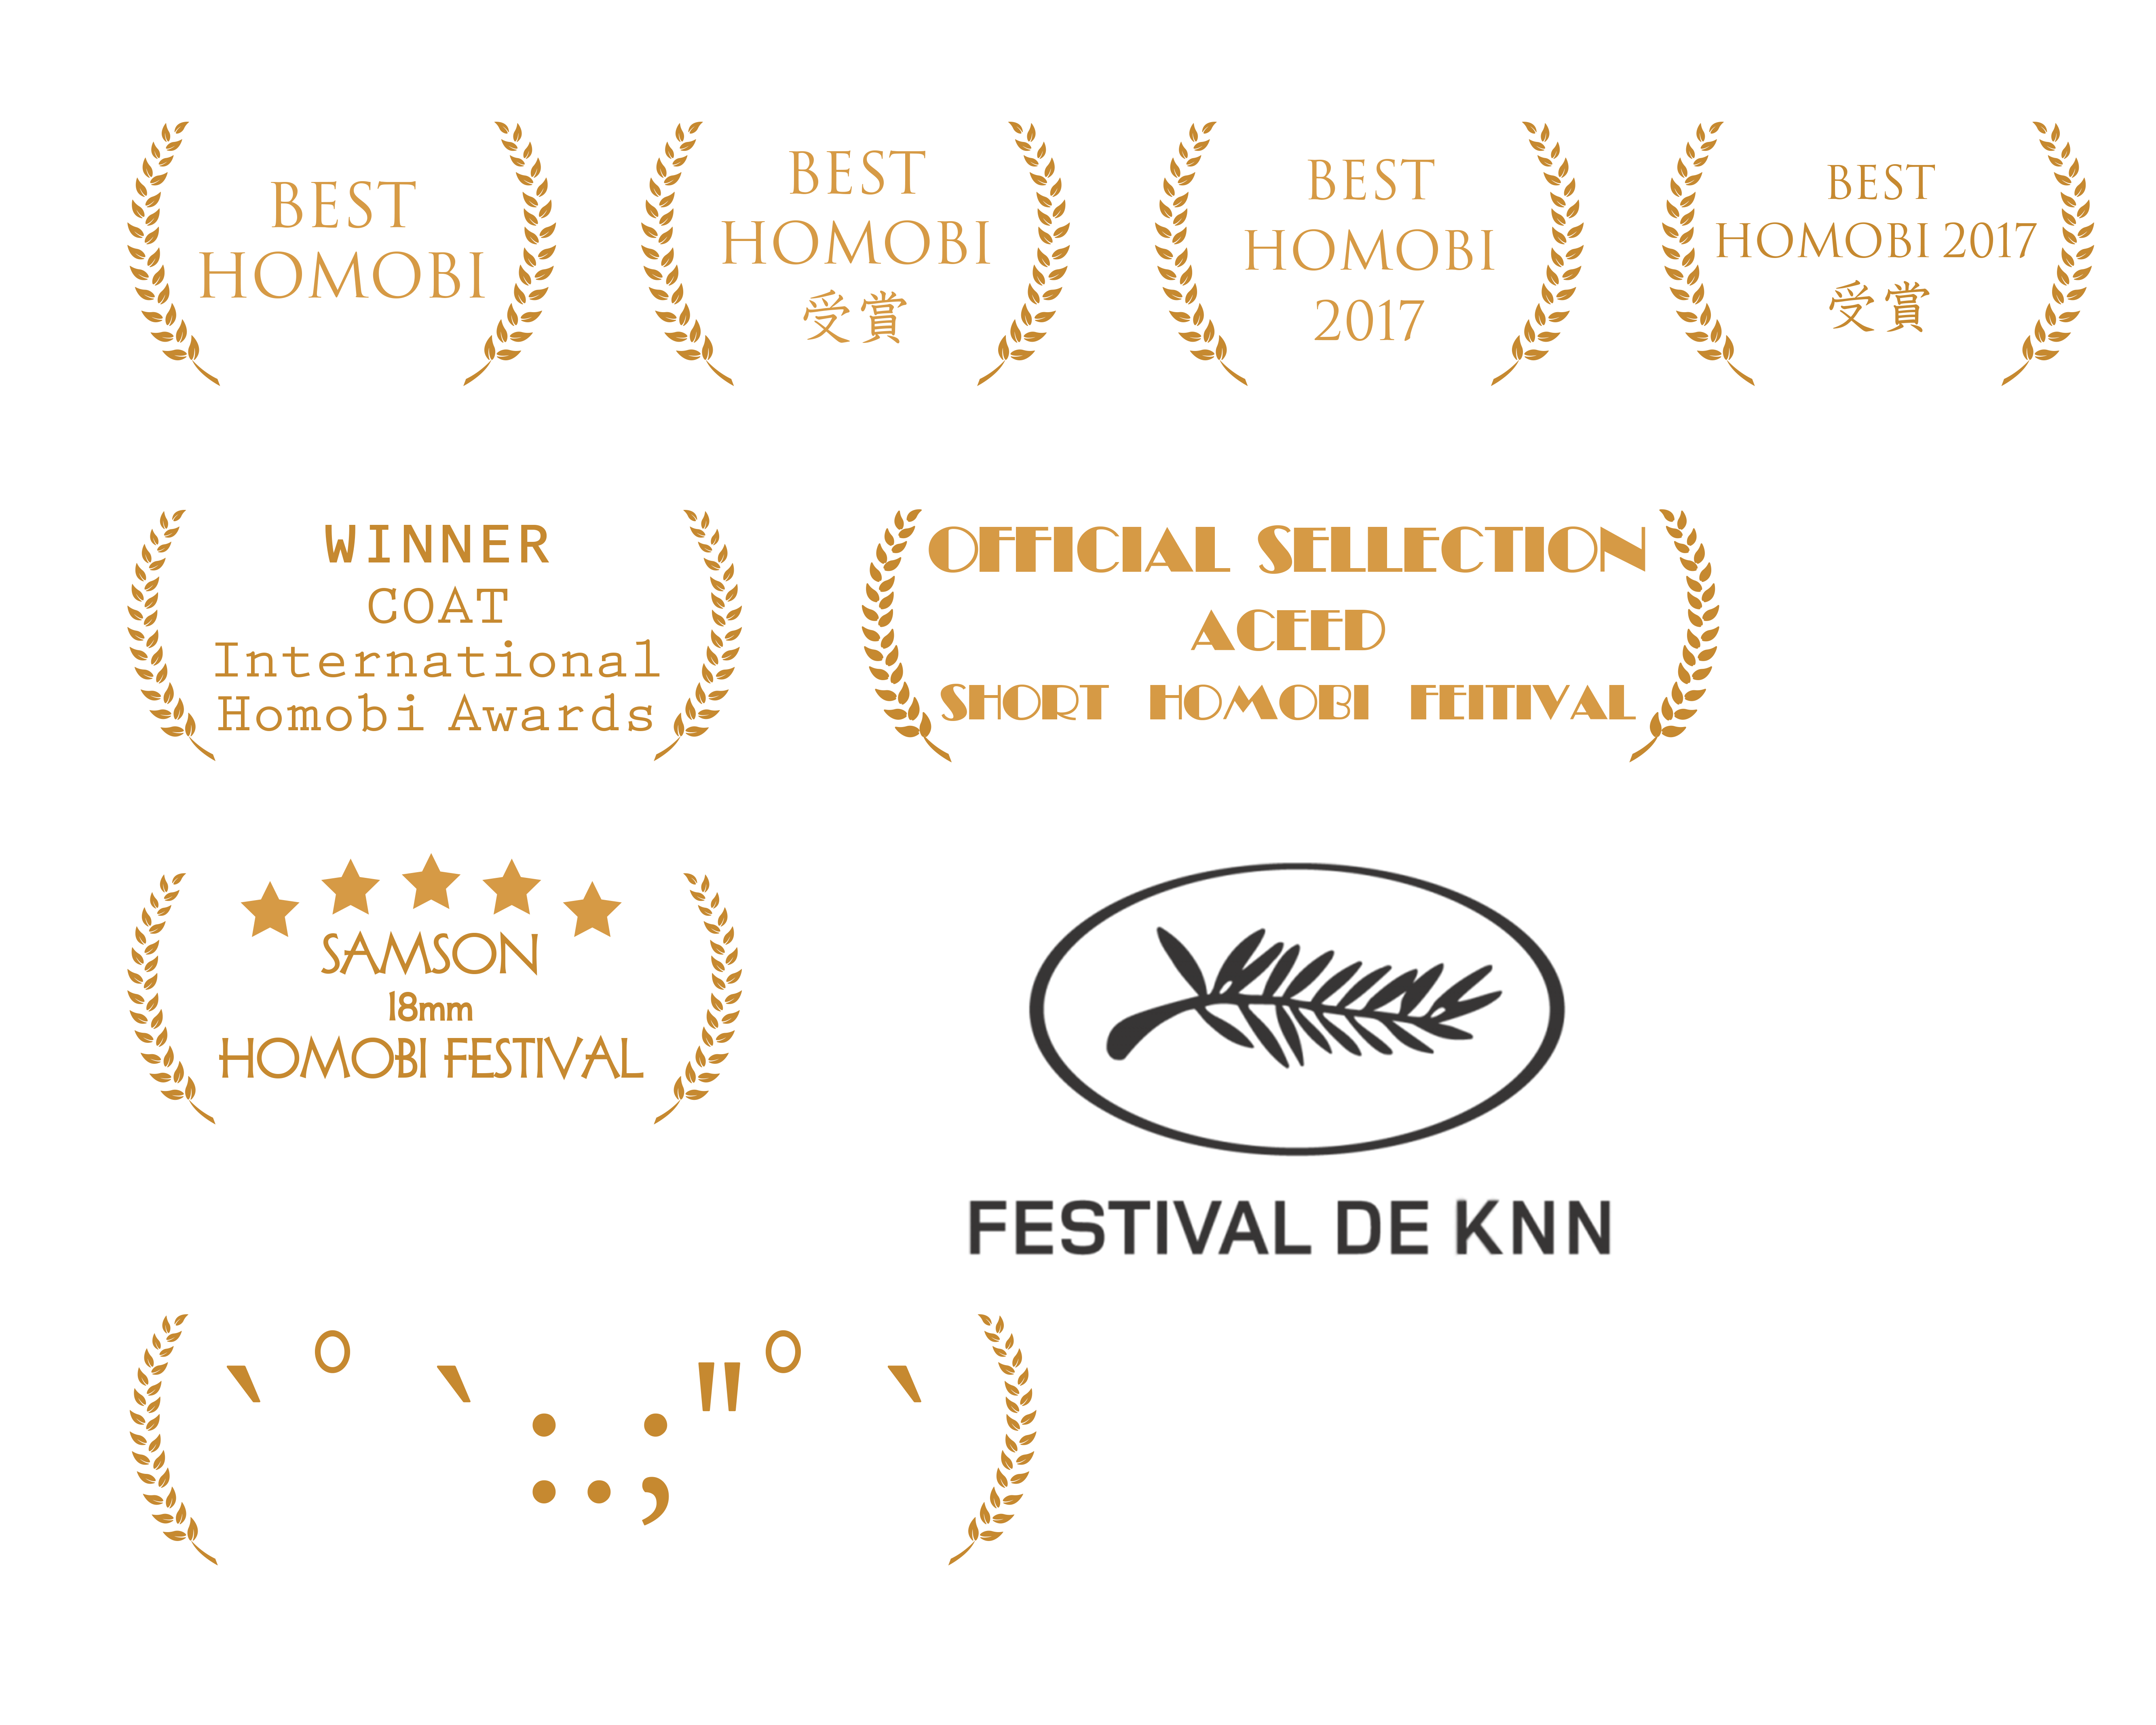 BEST
HOMOBI
BEST
HOMOBI
受賞
BEST
HOMOBI
2017
BEST
HOMOBI 2017
受賞
WINNER
COAT
International
Homobi Awards
OFFICIAL SELLECTION
ACEED
SHORT HOMOBI FEITIVAL
SAMSON
18mm
HOMOBI FESTIVAL
FESTIVAL DE KNN
` ° ` : . ; " ° `